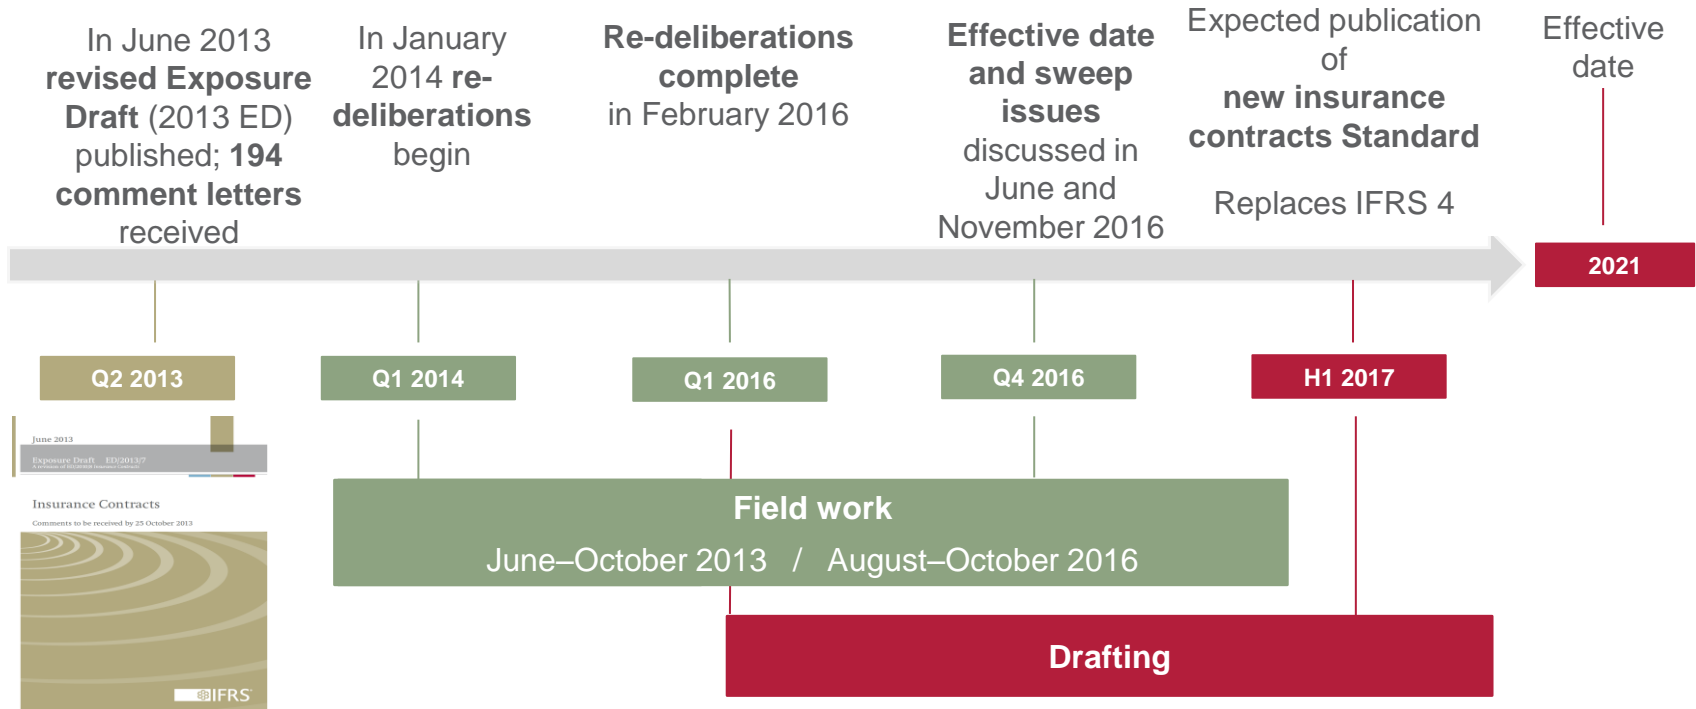 In June 2013
revised Exposure
Draft (2013 ED)
published; 194
comment letters
received
In January
2014 re-
deliberations
begin
Re-deliberations
complete
in February 2016
Effective date
and sweep
issues
discussed in
June and
November 2016
Expected publication
of
new insurance
contracts Standard
Replaces IFRS 4
Effective
date
2021
Q2 2013
Q1 2014
Q1 2016
Q4 2016
H1 2017
June 2013
Exposure Draft ED/2013/7
Insurance Contracts
Comments to be received by 25 October 2013
IFRS
Field work
June–October 2013 / August–October 2016
Drafting